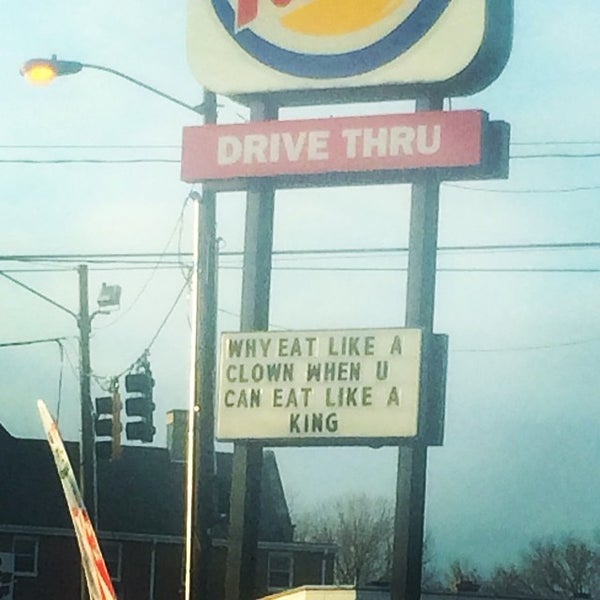 DRIVE THRU
WHY EAT LIKE A
CLOWN WHEN U
CAN EAT LIKE A
KING